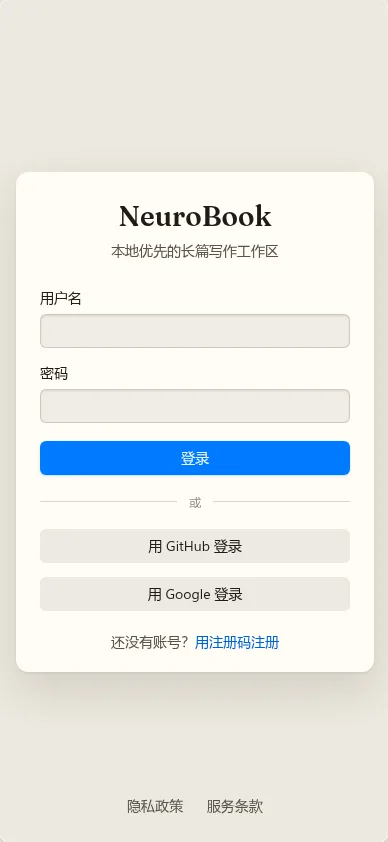 NeuroBook
本地优先的长篇写作工作区
用户名
密码
登录
或
用 GitHub 登录
用 Google 登录
还没有账号？用注册码注册
隐私政策 服务条款